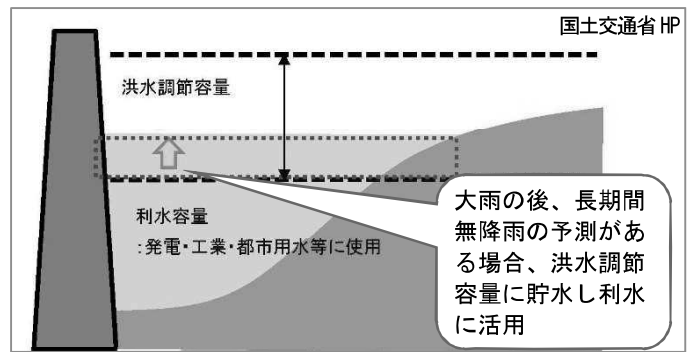 国土交通省 HP
洪水調節容量
利水容量
：発電・工業・都市用水等に使用
大雨の後、長期間
無降雨の予測があ
る場合、洪水調節
容量に貯水し利水
に活用